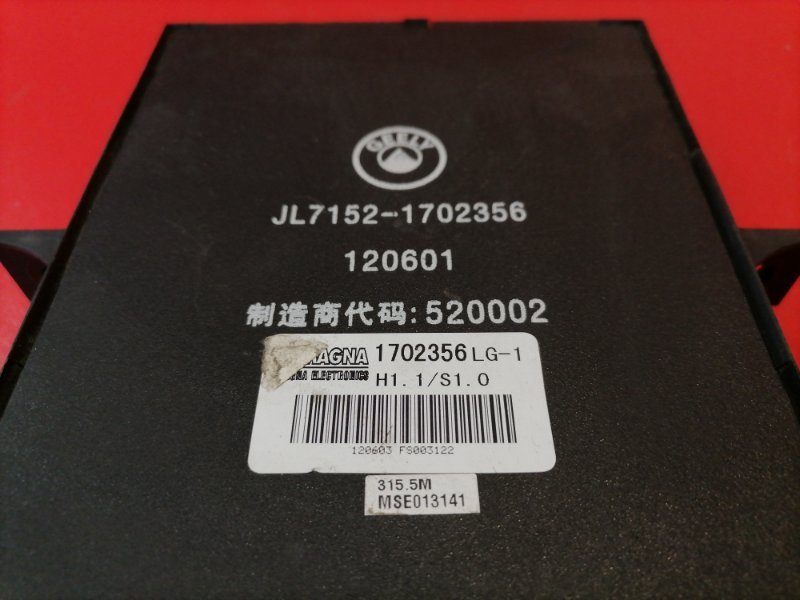 GEELY
JL7152-1702356
120601
制造商代码:520002
MAGNA 1702356 LG-1
ELECTRONICS H1.1/S1.0
120603 FS003122
315.5M
MSE013141